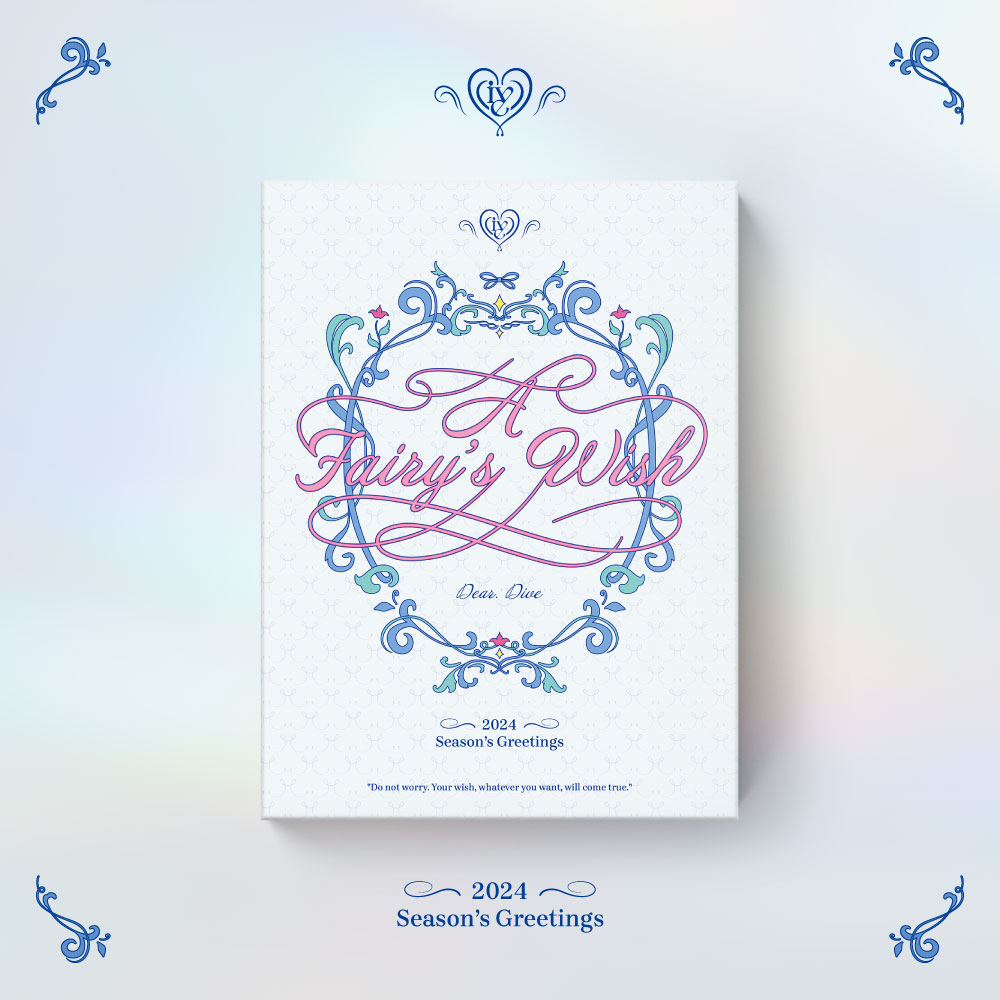 ive
ive
A
Fairy's Wish
Dear. Dive
2024
Season's Greetings
"Do not worry. Your wish, whatever you want, will come true."
2024
Season's Greetings